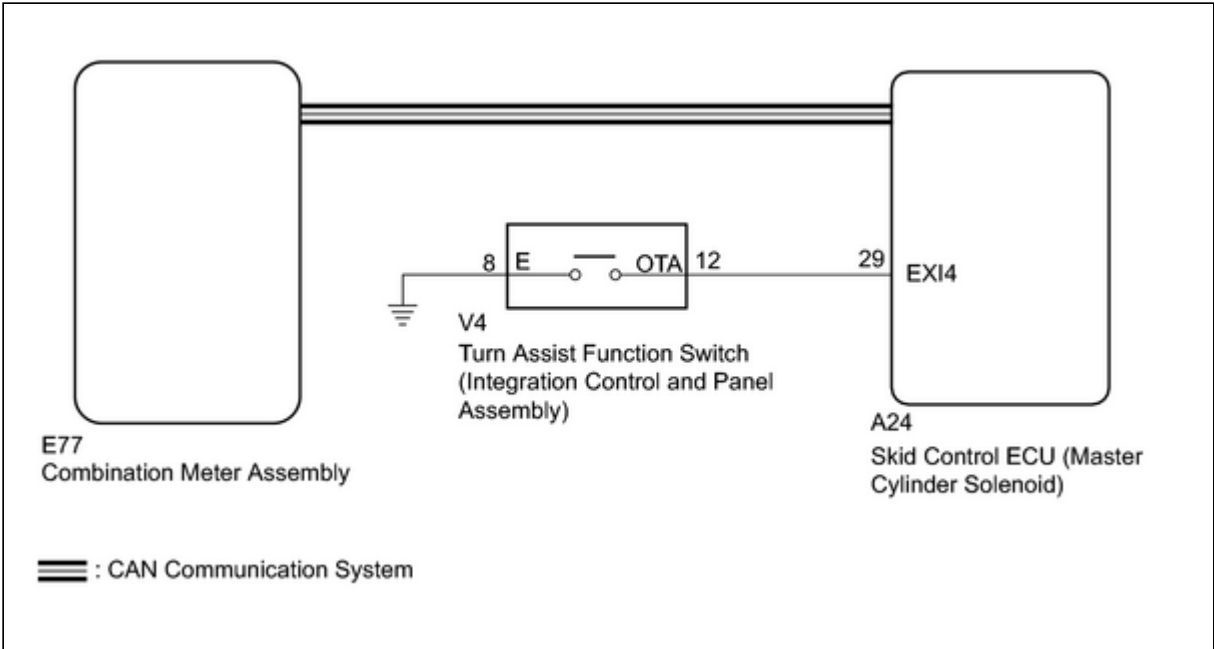 8 E OTA 12 29 EXI4
V4
Turn Assist Function Switch
(Integration Control and Panel
Assembly)
E77
Combination Meter Assembly
A24
Skid Control ECU (Master
Cylinder Solenoid)
: CAN Communication System